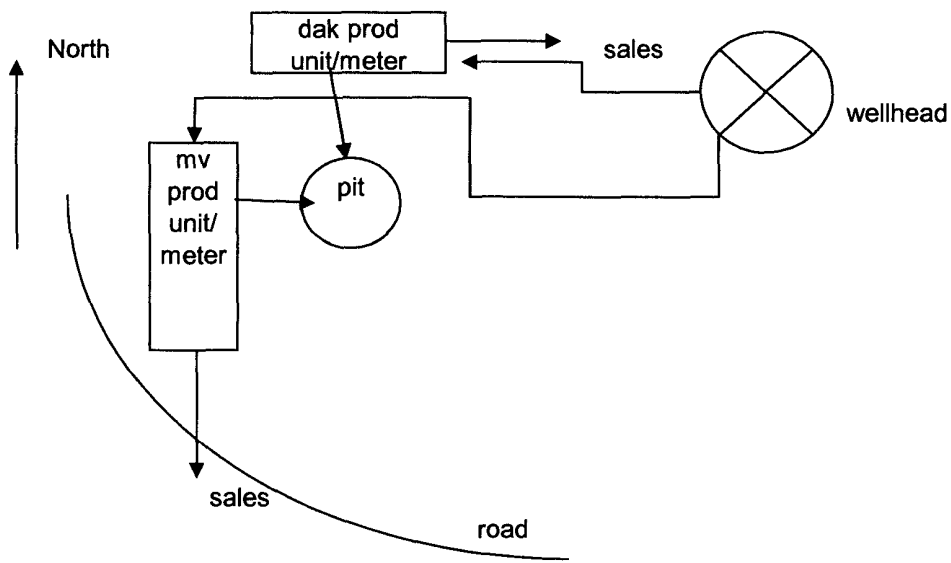 North
dak prod
unit/meter
sales
wellhead
mv
prod
unit/
meter
pit
sales
road